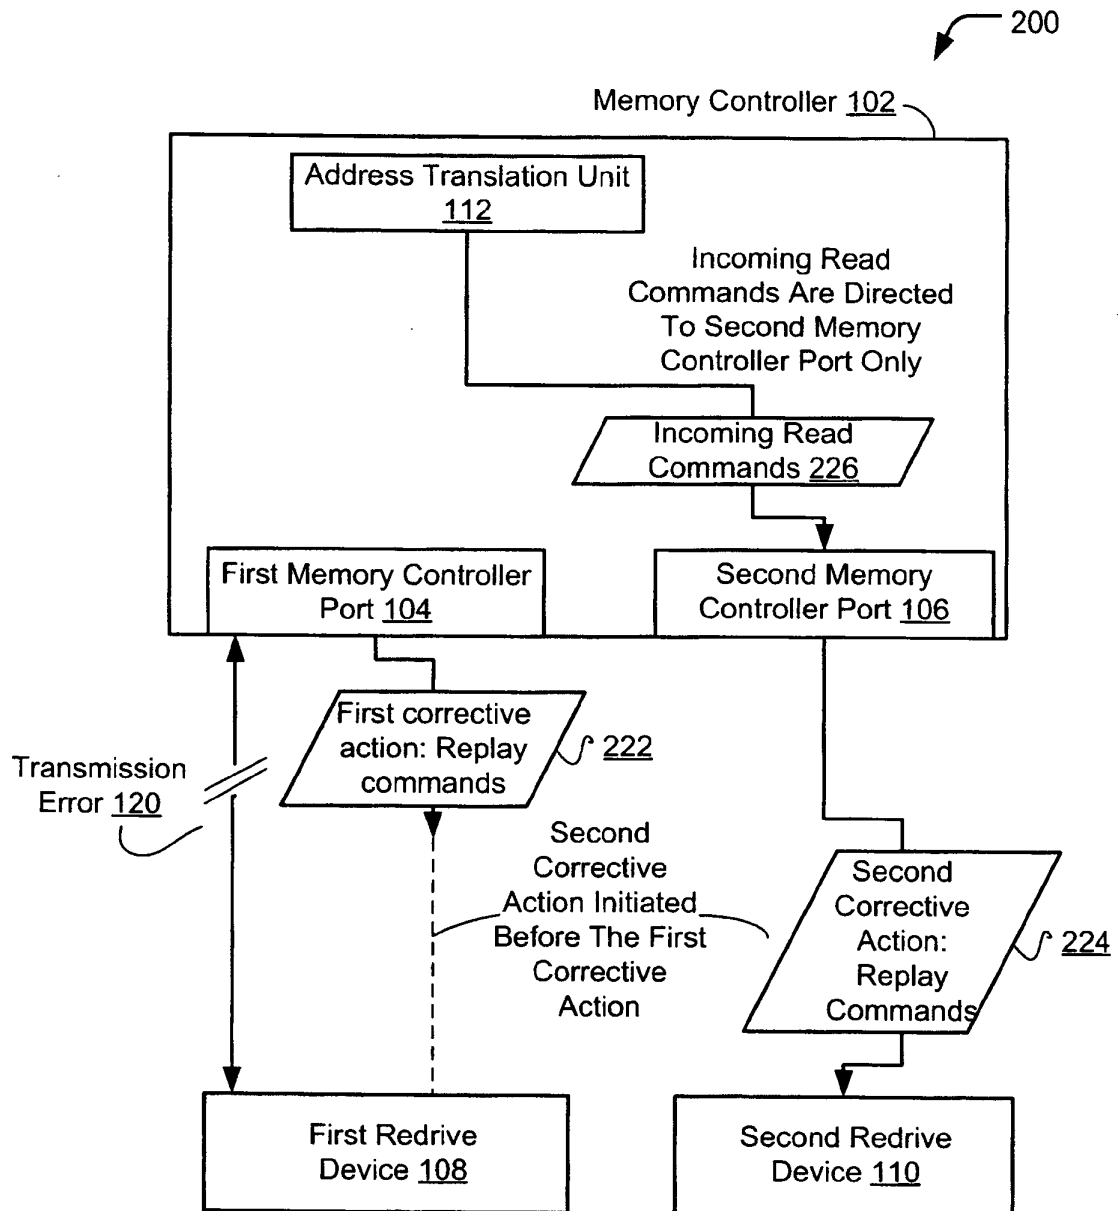 200
Memory Controller 102
Address Translation Unit
112
Incoming Read
Commands Are Directed
To Second Memory
Controller Port Only
Incoming Read
Commands 226
First Memory Controller
Port 104
Second Memory
Controller Port 106
First corrective
action: Replay
commands
222
Transmission
Error 120
Second
Corrective
Action Initiated
Before The First
Corrective
Action
Second
Corrective
Action:
Replay
Commands
224
First Redrive
Device 108
Second Redrive
Device 110